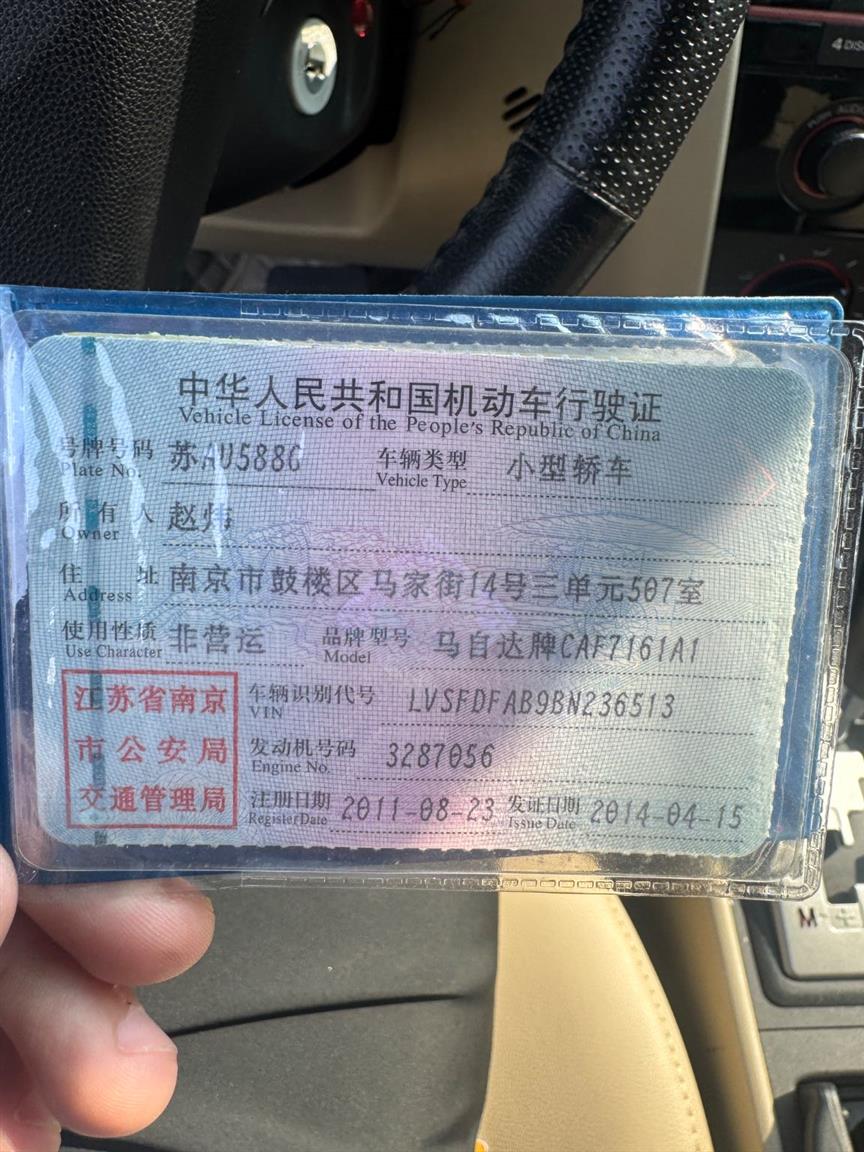 中华人民共和国机动车行驶证
Vehicle License of the People's Republic of China
号牌号码 苏AU588G 车辆类型 小型轿车
Plate No. Vehicle Type
所有人 赵炜
Owner
住址 南京市鼓楼区马家街14号三单元507室
Address
使用性质 非营运 品牌型号 马自达牌CAF7161A1
Use Character Model
江苏省南京
市公安局
交通管理局
车辆识别代号 LVSFDFAB9BN236513
VIN
发动机号码 3287056
Engine No.
注册日期 2011-08-23 发证日期 2014-04-15
Register Date Issue Date
4DISC
M